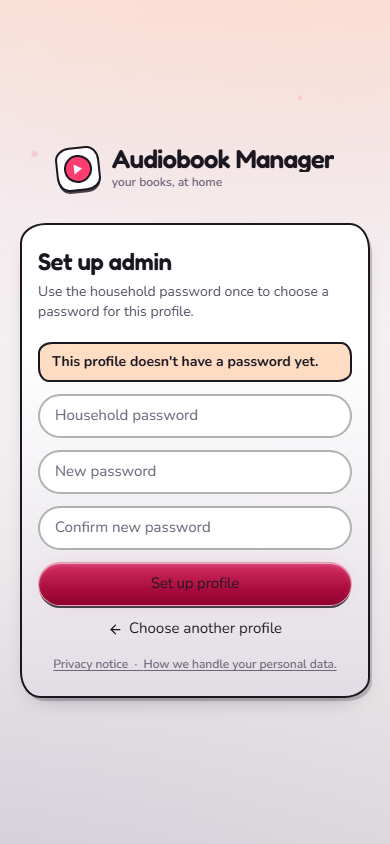 Audiobook Manager
your books, at home
Set up admin
Use the household password once to choose a
password for this profile.
This profile doesn't have a password yet.
Household password
New password
Confirm new password
Set up profile
← Choose another profile
Privacy notice · How we handle your personal data.